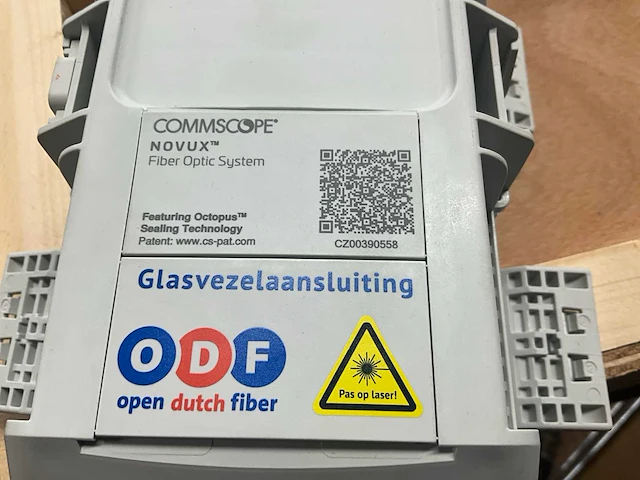 COMMSCOPE®
NOVUX™
Fiber Optic System
Featuring Octopus™
Sealing Technology
Patent: www.cs-pat.com
CZ00390558
Glasvezelaansluiting
ODF
open dutch fiber
Pas op laser!